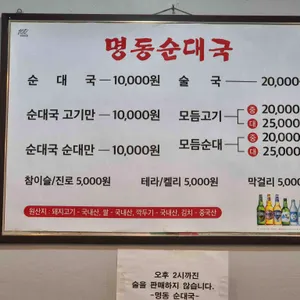 명동순대국
순 대 국 — 10,000원 술 국 — 20,000
순대국 고기만 — 10,000원 모듬고기 중 20,000
대 25,000
순대국 순대만 — 10,000원 모듬순대 중 20,000
대 25,000
참이슬/진로 5,000원 테라/켈리 5,000원 막걸리 5,000
원산지 : 돼지고기 - 국내산, 쌀 - 국내산, 깍두기 - 국내산, 김치 - 중국산
오후 2시까진
술을 판매하지 않습니다.
-명동 순대국-